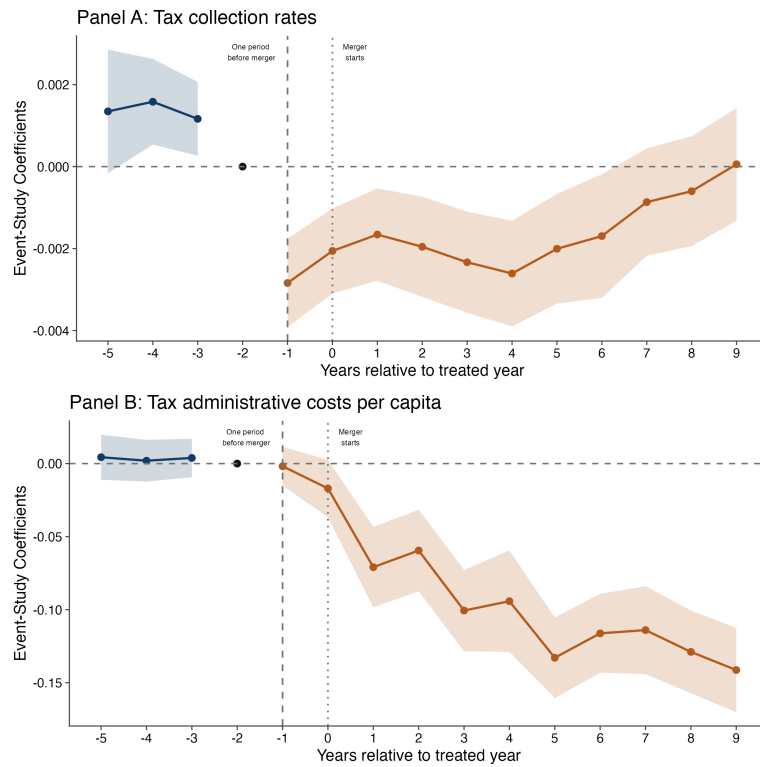 Panel A: Tax collection rates
One period
before merger
Merger
starts
0.002
0.000
-0.002
-0.004
Event-Study Coefficients
-5 -4 -3 -2 -1 0 1 2 3 4 5 6 7 8 9
Years relative to treated year
Panel B: Tax administrative costs per capita
One period
before merger
Merger
starts
0.00
-0.05
-0.10
-0.15
Event-Study Coefficients
-5 -4 -3 -2 -1 0 1 2 3 4 5 6 7 8 9
Years relative to treated year